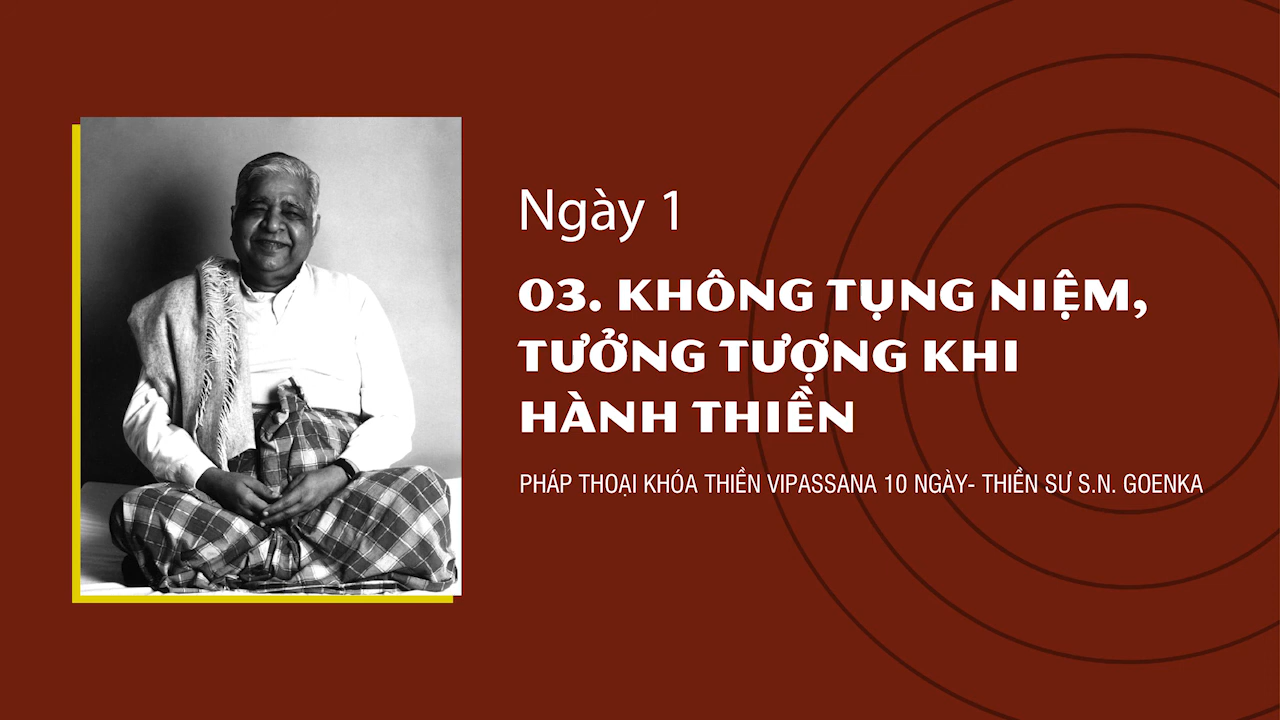 Ngày 1
03. KHÔNG TỤNG NIỆM,
TƯỞNG TƯỢNG KHI
HÀNH THIỀN
PHÁP THOẠI KHÓA THIỀN VIPASSANA 10 NGÀY- THIỀN SƯ S.N. GOENKA